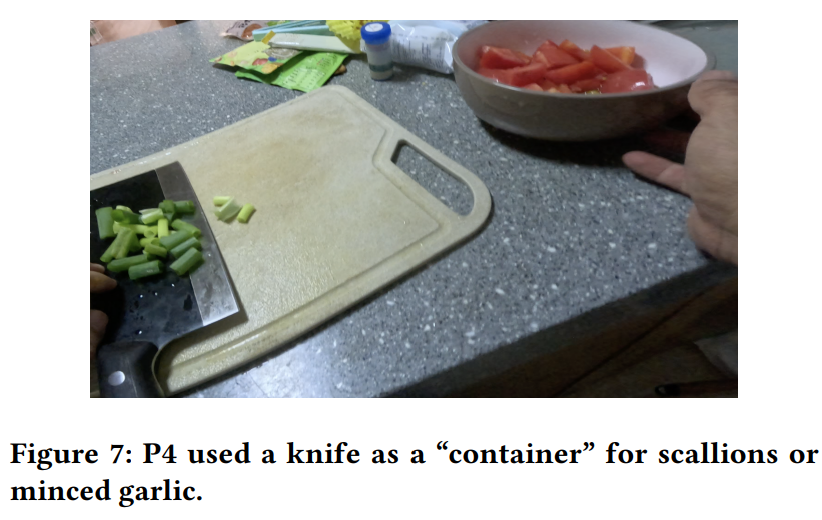 Figure 7: P4 used a knife as a “container” for scallions or
minced garlic.